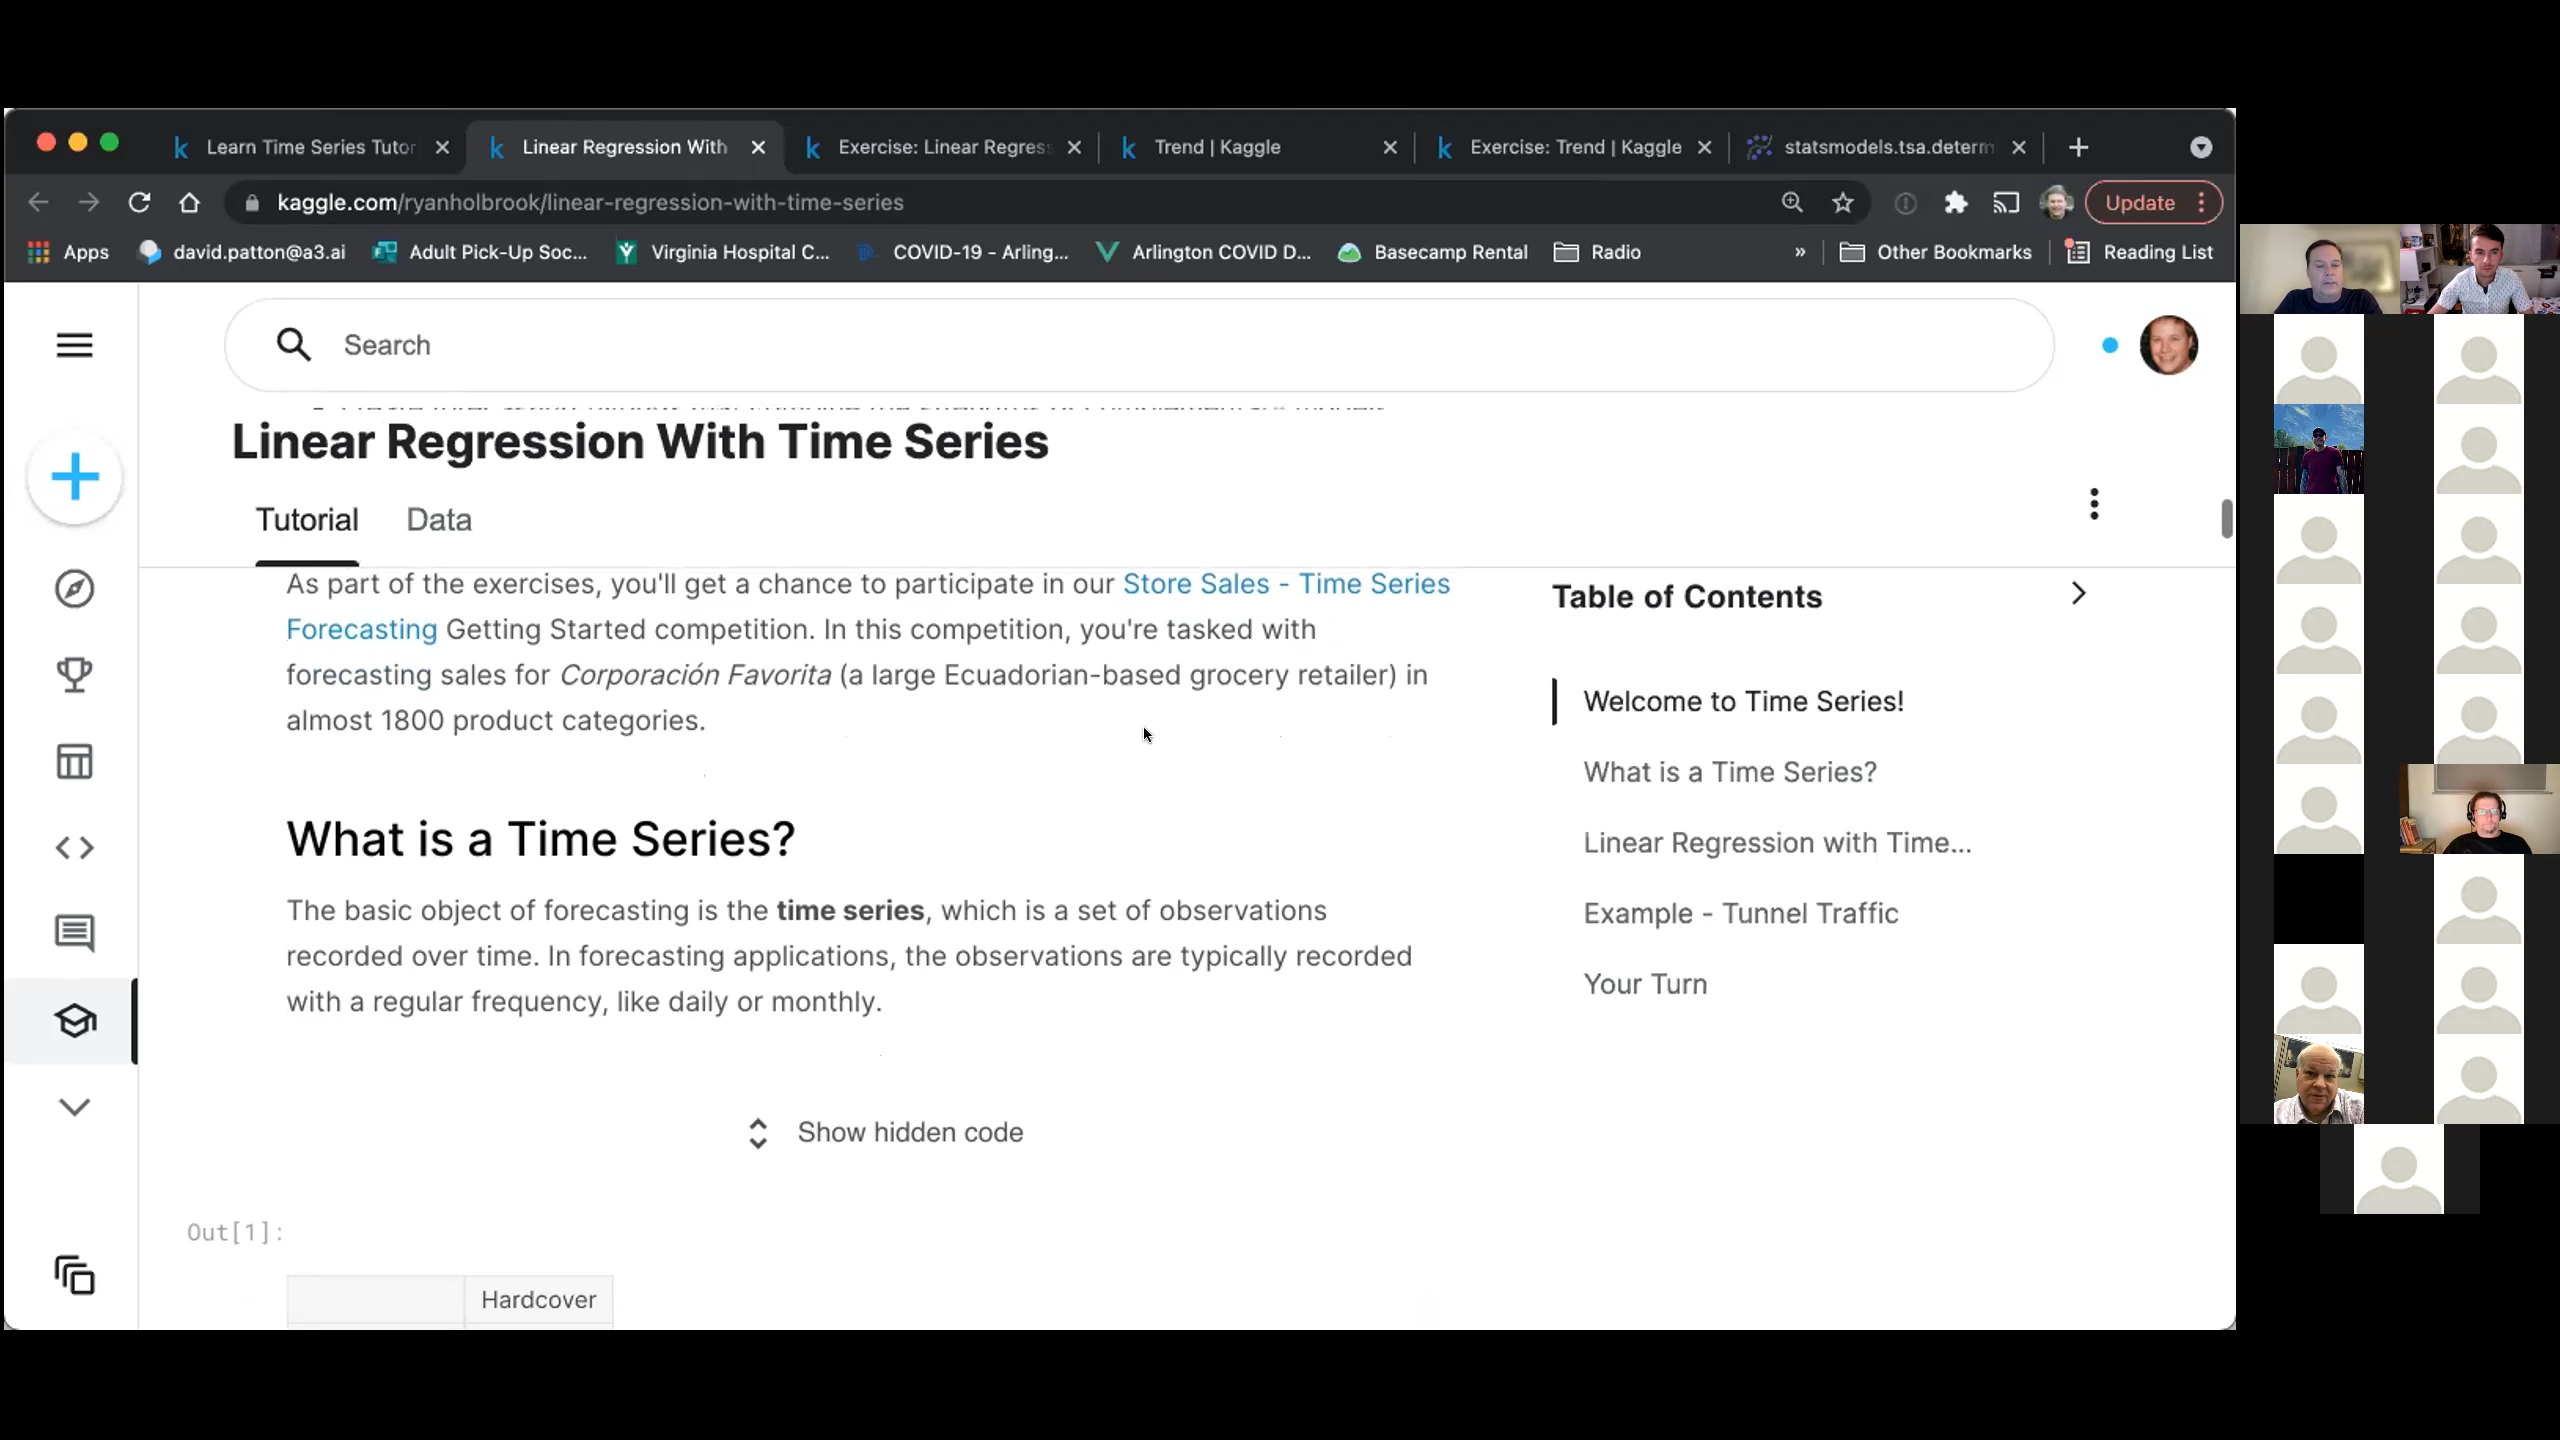 Learn Time Series Tutor
Linear Regression With
Exercise: Linear Regress
Trend | Kaggle
Exercise: Trend | Kaggle
statsmodels.tsa.determ
kaggle.com/ryanholbrook/linear-regression-with-time-series
Update
Apps
david.patton@a3.ai
Adult Pick-Up Soc...
Virginia Hospital C...
COVID-19 - Arling...
Arlington COVID D...
Basecamp Rental
Radio
»
Other Bookmarks
Reading List
Search
Linear Regression With Time Series
Tutorial Data
As part of the exercises, you'll get a chance to participate in our Store Sales - Time Series
Forecasting Getting Started competition. In this competition, you're tasked with
forecasting sales for Corporación Favorita (a large Ecuadorian-based grocery retailer) in
almost 1800 product categories.
What is a Time Series?
The basic object of forecasting is the time series, which is a set of observations
recorded over time. In forecasting applications, the observations are typically recorded
with a regular frequency, like daily or monthly.
Show hidden code
Out[1]:
Hardcover
Table of Contents
Welcome to Time Series!
What is a Time Series?
Linear Regression with Time...
Example - Tunnel Traffic
Your Turn